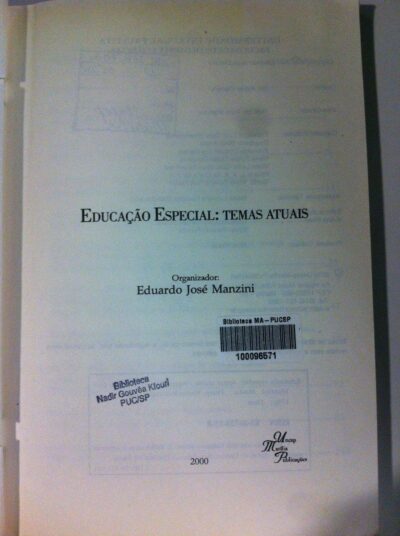 EDUCAÇÃO ESPECIAL: TEMAS ATUAIS
Organizador:
Eduardo José Manzini
Biblioteca MA - PUCSP
100096571
Biblioteca
Nadir Gouvêa Kfouri
PUC/SP
Unesp
Marília
Publicações
2000